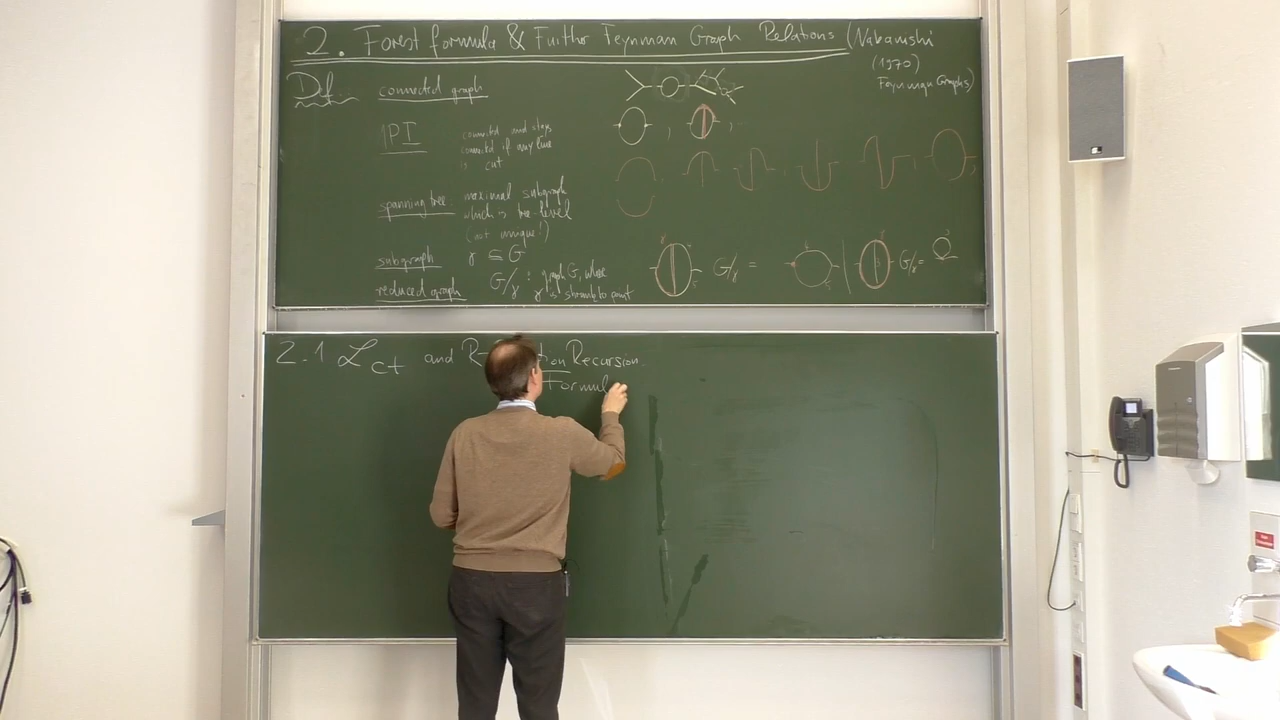 2. Forest formula & Further Feynman Graph Relations (Nakanishi
(1970)
Feynman Graphs)
Def.
connected graph
1PI
connected and stays
connected if any line
is cut
spanning tree: maximal subgraph
which is tree-level
(not unique!)
subgraph γ ⊆ G
reduced graph G/γ : graph G, where
γ is shrunk to point
G/γ =
G/γ =
2.1 ℒct and R- Recursion
Formul